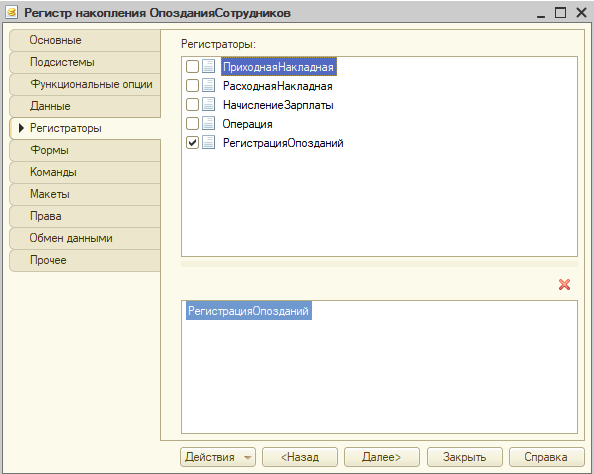 Регистр накопления ОпозданияСотрудников
Основные
Подсистемы
Функциональные опции
Данные
Регистраторы
Формы
Команды
Макеты
Права
Обмен данными
Прочее
Регистраторы:
ПриходнаяНакладная
РасходнаяНакладная
НачислениеЗарплаты
Операция
РегистрацияОпозданий
РегистрацияОпозданий
Действия
<Назад
Далее>
Закрыть
Справка